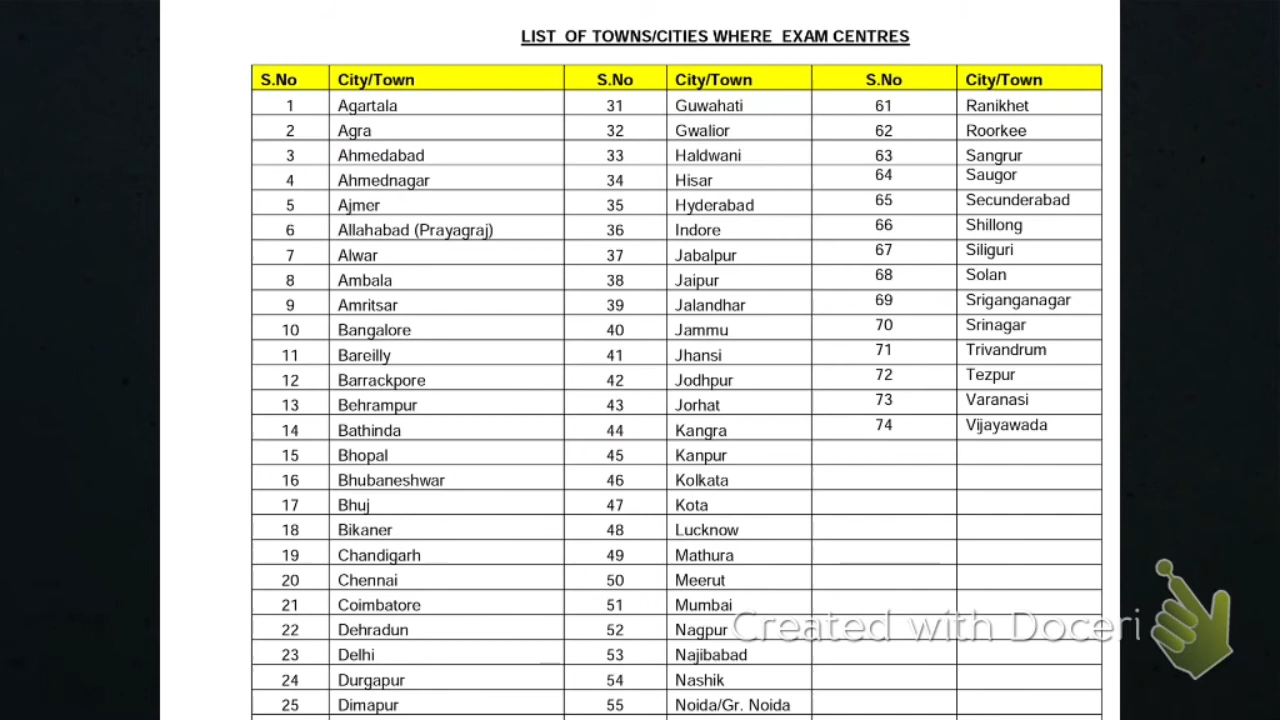 LIST OF TOWNS/CITIES WHERE EXAM CENTRES
S.No City/Town S.No City/Town S.No City/Town
1 Agartala 31 Guwahati 61 Ranikhet
2 Agra 32 Gwalior 62 Roorkee
3 Ahmedabad 33 Haldwani 63 Sangrur
4 Ahmednagar 34 Hisar 64 Saugor
5 Ajmer 35 Hyderabad 65 Secunderabad
6 Allahabad (Prayagraj) 36 Indore 66 Shillong
7 Alwar 37 Jabalpur 67 Siliguri
8 Ambala 38 Jaipur 68 Solan
9 Amritsar 39 Jalandhar 69 Sriganganagar
10 Bangalore 40 Jammu 70 Srinagar
11 Bareilly 41 Jhansi 71 Trivandrum
12 Barrackpore 42 Jodhpur 72 Tezpur
13 Behrampur 43 Jorhat 73 Varanasi
14 Bathinda 44 Kangra 74 Vijayawada
15 Bhopal 45 Kanpur
16 Bhubaneshwar 46 Kolkata
17 Bhuj 47 Kota
18 Bikaner 48 Lucknow
19 Chandigarh 49 Mathura
20 Chennai 50 Meerut
21 Coimbatore 51 Mumbai
22 Dehradun 52 Nagpur
23 Delhi 53 Najibabad
24 Durgapur 54 Nashik
25 Dimapur 55 Noida/Gr. Noida
Created with Doceri